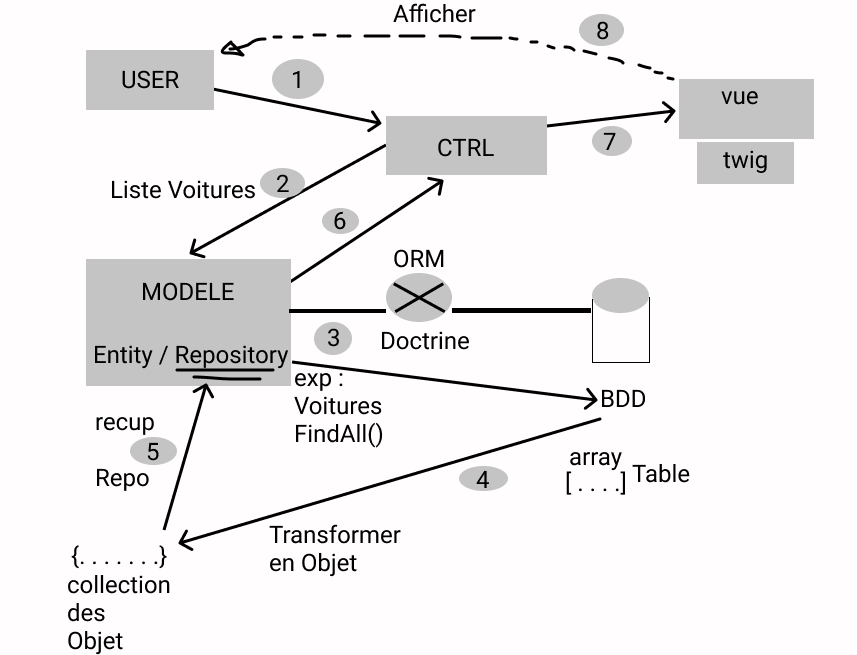 Afficher
8
USER
1
vue
CTRL
7
twig
Liste Voitures
2
6
ORM
MODELE
3
Doctrine
Entity / Repository
exp :
Voitures
FindAll()
BDD
recup
5
Repo
4
array
[ . . . . ] Table
Transformer
en Objet
{. . . . . . .}
collection
des
Objet